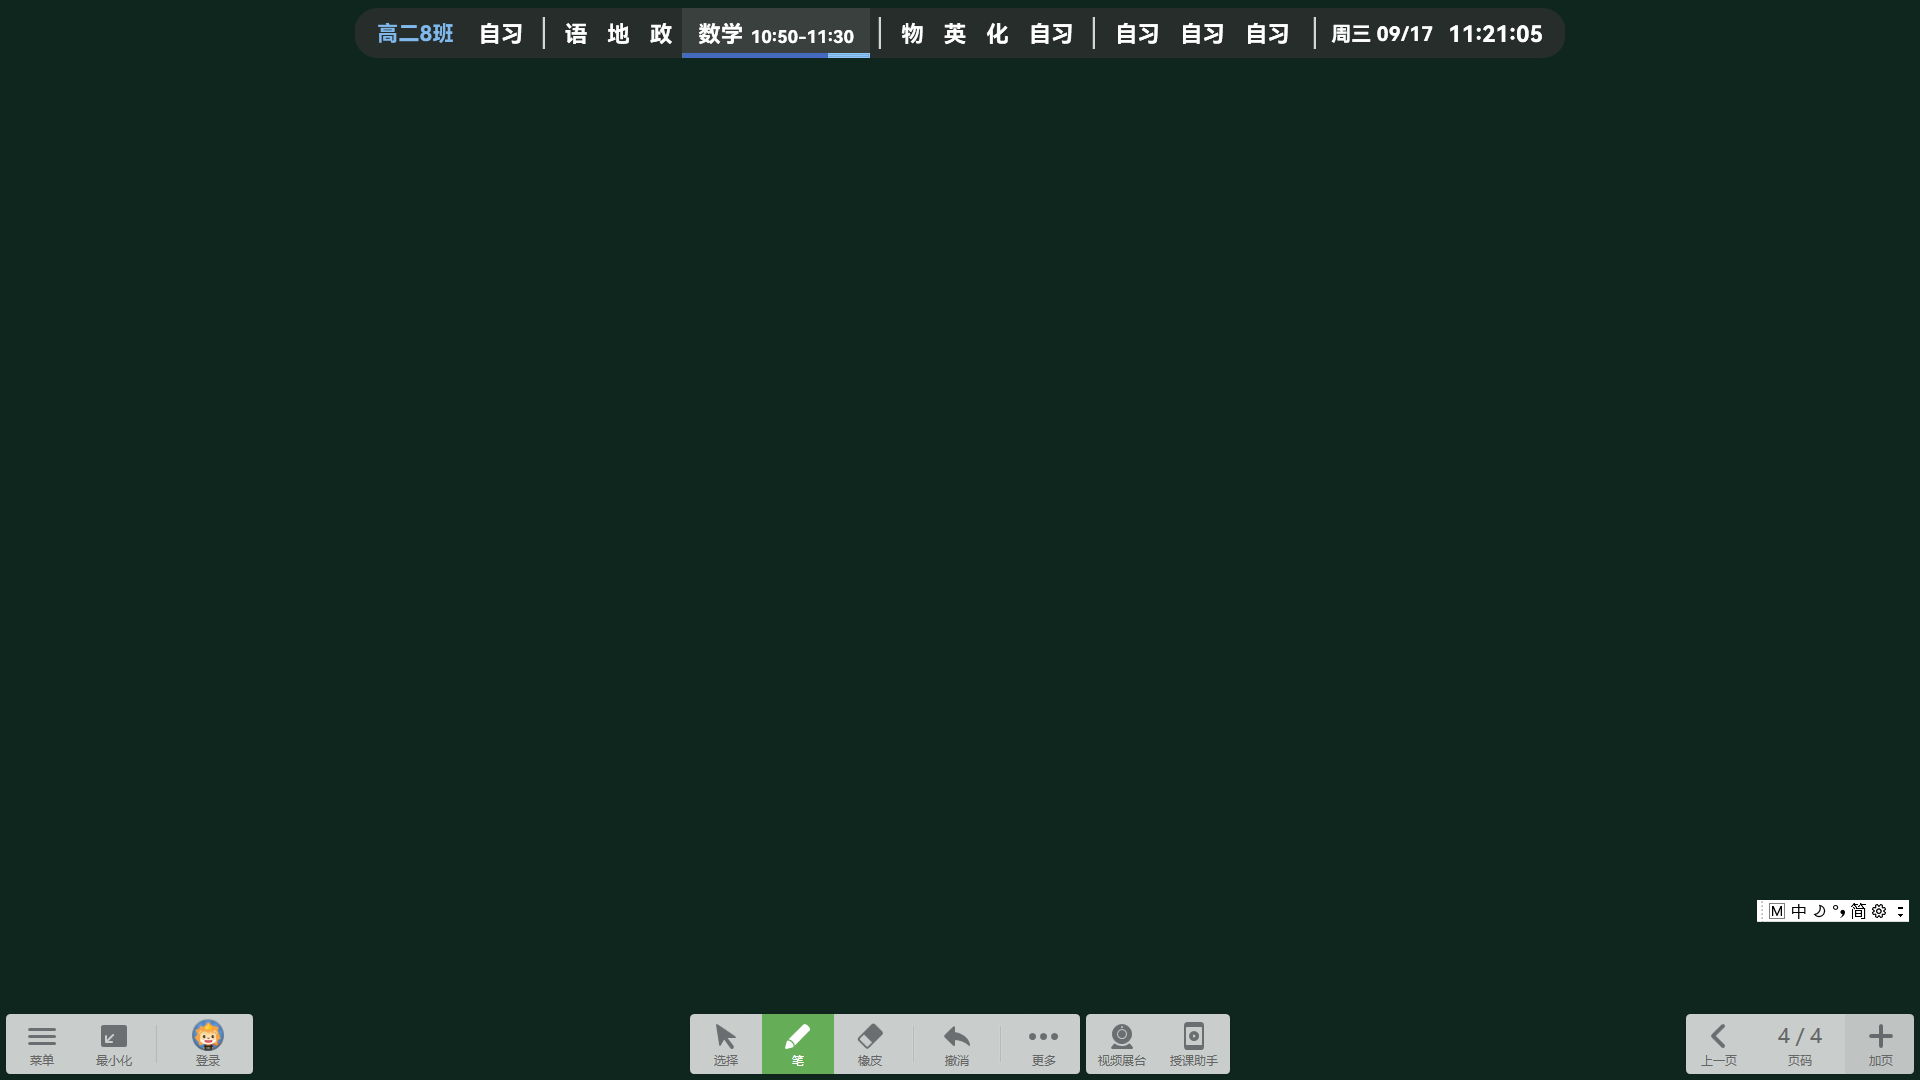 高二8班 自习 语 地 政 数学 10:50-11:30 物 英 化 自习 自习 自习 自习 周三 09/17 11:21:05
M 中 简
菜单 最小化 登录 选择 笔 橡皮 撤消 更多 视频展台 授课助手 上一页 4 / 4 页码 加页